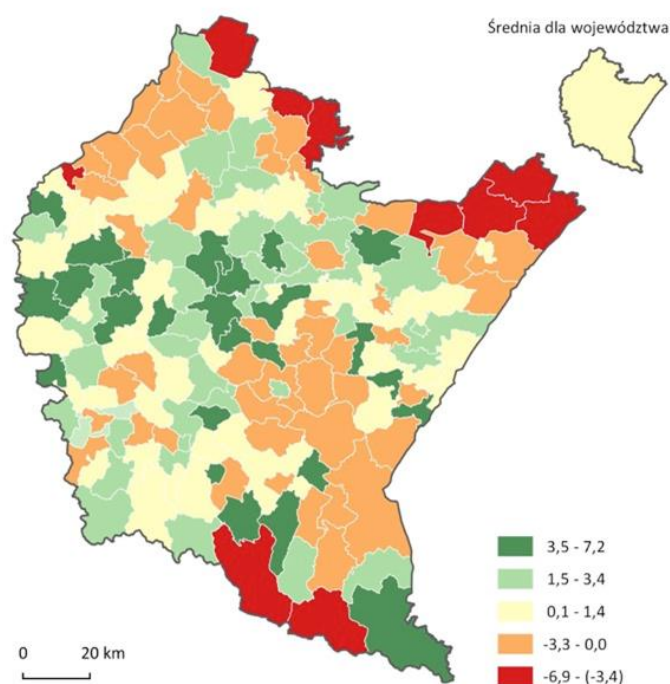 Średnia dla województwa
3,5 - 7,2
1,5 - 3,4
0,1 - 1,4
-3,3 - 0,0
-6,9 - (-3,4)
0 20 km